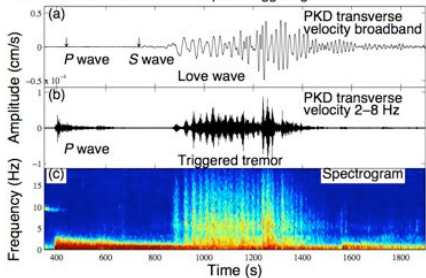 (a)
PKD transverse
velocity broadband
0.5
0
P wave
S wave
Love wave
-0.5
x 10⁻⁴
1
(b)
PKD transverse
velocity 2–8 Hz
0
P wave
-1
Triggered tremor
(c)
Spectrogram
15
10
5
0
400
600
800
1000
1200
1400
1600
1800
Time (s)
Amplitude (cm/s)
Frequency (Hz)